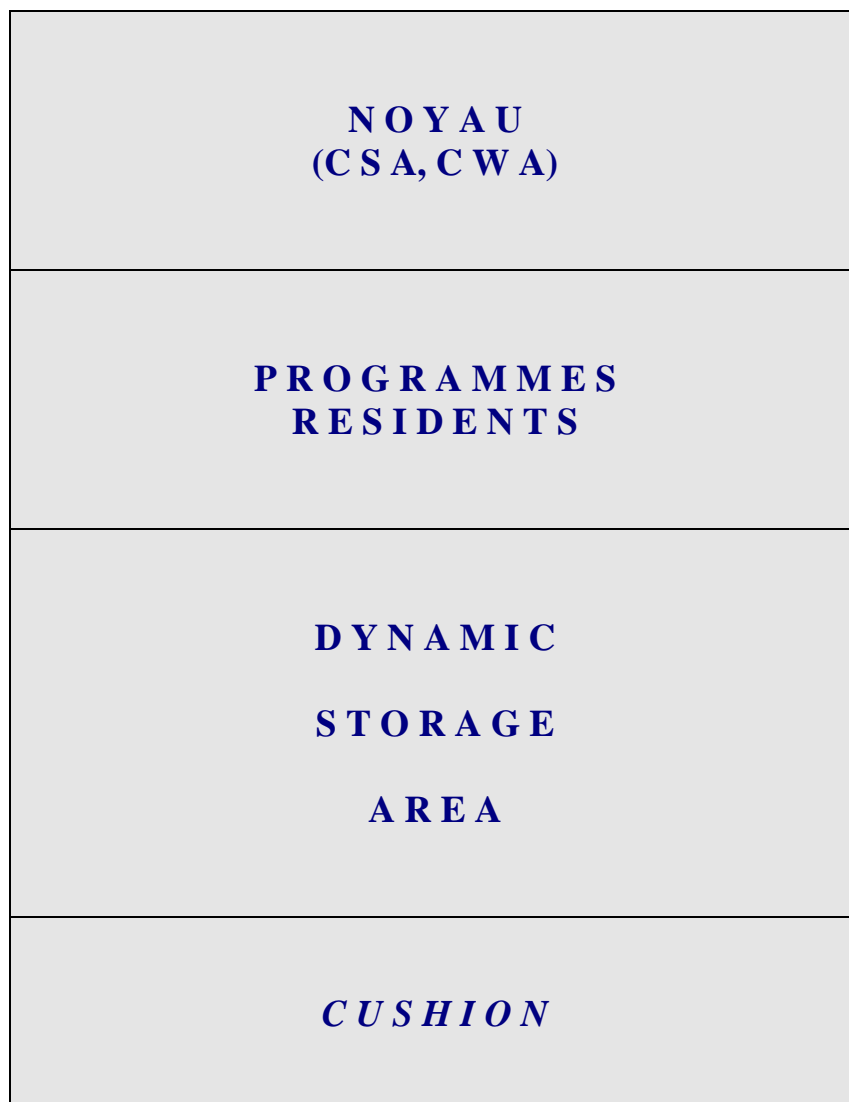 N O Y A U
(C S A, C W A)
P R O G R A M M E S
R E S I D E N T S
D Y N A M I C
S T O R A G E
A R E A
C U S H I O N